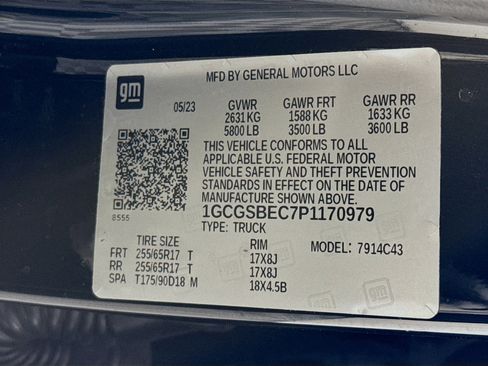 MFD BY GENERAL MOTORS LLC
gm
05/23 GVWR GAWR FRT GAWR RR
2631 KG 1588 KG 1633 KG
5800 LB 3500 LB 3600 LB
THIS VEHICLE CONFORMS TO ALL
APPLICABLE U.S. FEDERAL MOTOR
VEHICLE SAFETY AND THEFT PREVENTION
STANDARDS IN EFFECT ON THE DATE OF
MANUFACTURE SHOWN ABOVE.
8555 1GCGSBEC7P1170979
TYPE: TRUCK
TIRE SIZE RIM MODEL: 7914C43
FRT 255/65R17 T 17X8J
RR 255/65R17 T 17X8J
SPA T175/90D18 M 18X4.5B